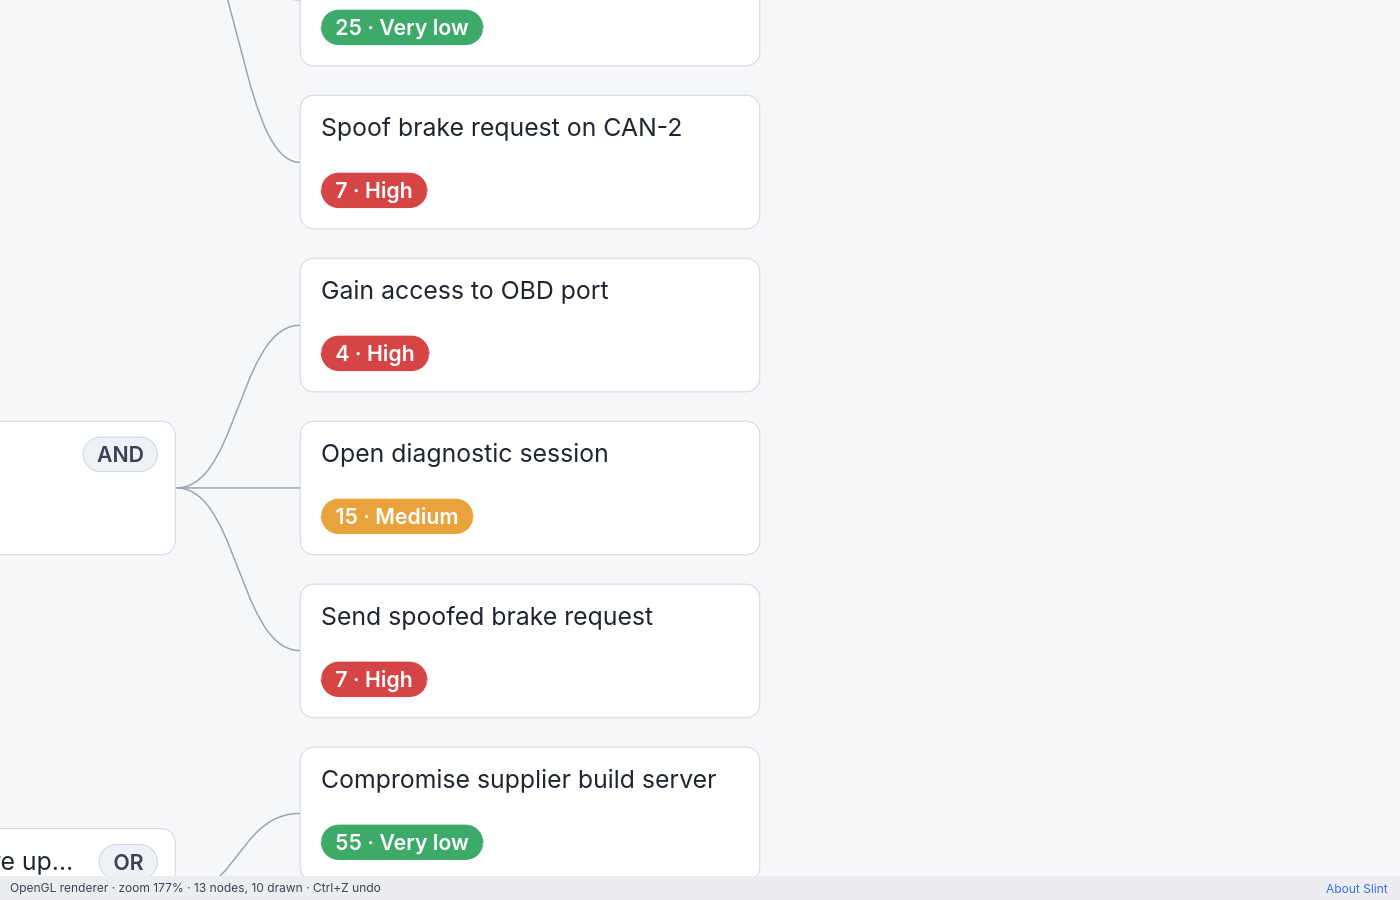 25 · Very low
Spoof brake request on CAN-2
7 · High
Gain access to OBD port
4 · High
AND
Open diagnostic session
15 · Medium
Send spoofed brake request
7 · High
Compromise supplier build server
55 · Very low
up... OR
OpenGL renderer · zoom 177% · 13 nodes, 10 drawn · Ctrl+Z undo
About Slint